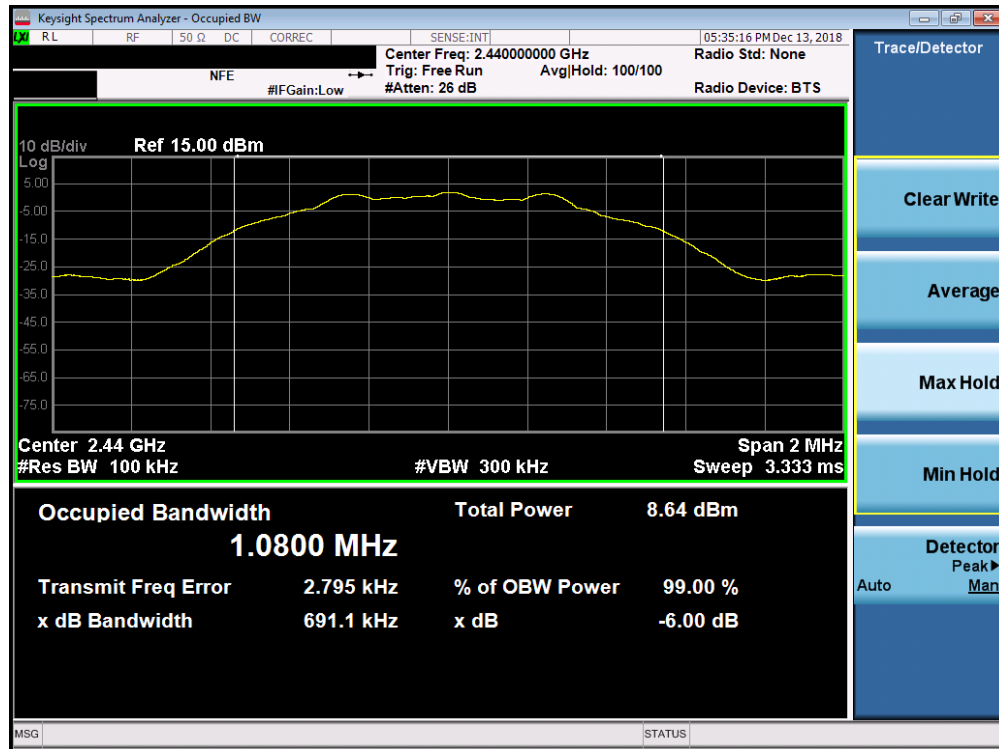 Keysight Spectrum Analyzer - Occupied BW
LXI RL RF 50 Ω DC CORREC SENSE:INT 05:35:16 PM Dec 13, 2018
Center Freq: 2.440000000 GHz Radio Std: None
NFE Trig: Free Run Avg|Hold: 100/100
#IFGain:Low #Atten: 26 dB Radio Device: BTS
Trace/Detector
10 dB/div Ref 15.00 dBm
Log
5.00
-5.00
-15.0
-25.0
-35.0
-45.0
-55.0
-65.0
-75.0
Center 2.44 GHz Span 2 MHz
#Res BW 100 kHz #VBW 300 kHz Sweep 3.333 ms
Occupied Bandwidth Total Power 8.64 dBm
1.0800 MHz
Transmit Freq Error 2.795 kHz % of OBW Power 99.00 %
x dB Bandwidth 691.1 kHz x dB -6.00 dB
Clear Write
Average
Max Hold
Min Hold
Detector
Peak▶
Auto Man
MSG STATUS